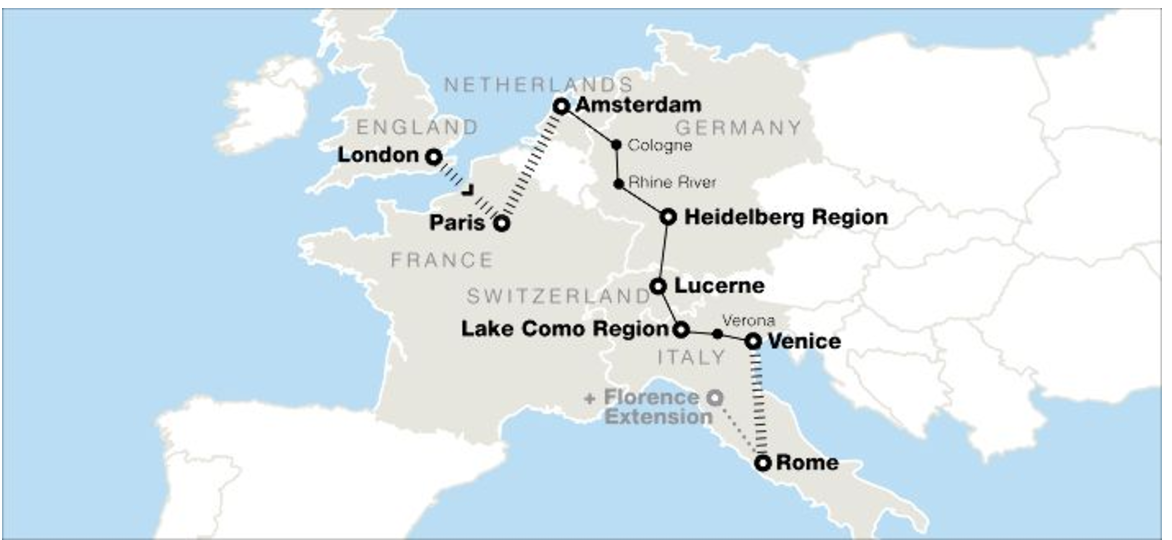 NETHERLANDS
Amsterdam
ENGLAND
GERMANY
London
Cologne
Rhine River
Paris
Heidelberg Region
FRANCE
SWITZERLAND
Lucerne
Lake Como Region
Verona
Venice
ITALY
+ Florence
Extension
Rome